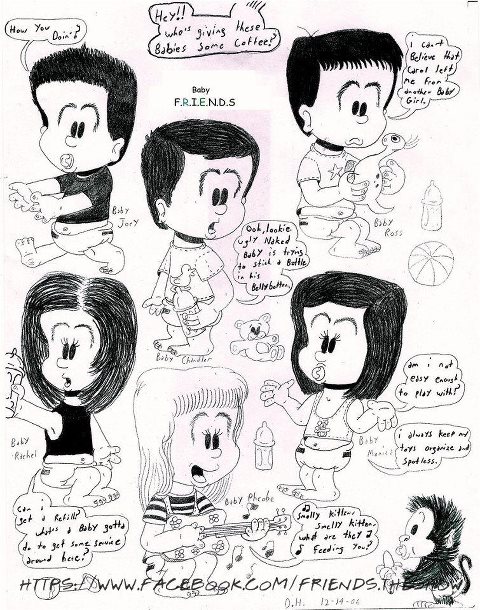 How You
Doin'?
Hey!!
who's giving these
Babies Some Coffee?
I Can't
Believe that
Carol left
me From
another Baby
Girl.
Baby
F.R.I.E.N.D.S
Baby
Joey
Baby
Ross
Ooh, lookie
ugly Naked
Baby is trying
to stick a Bottle
in his
Bellybutton.
Baby Chandler
am i not
easy enough
to play with?
i always keep my
toys organize and
spotless.
Baby
Monica
Baby
Rachel
Baby Pheobe
Can i
get a Refill?
what's a Baby gotta
do to get some service
around here?
Smelly kitten,
smelly kitten
what are they
Feeding you?
HTTPS://WWW.FACEBOOK.COM/FRIENDS.THESHOW
D.H. 12-14-06